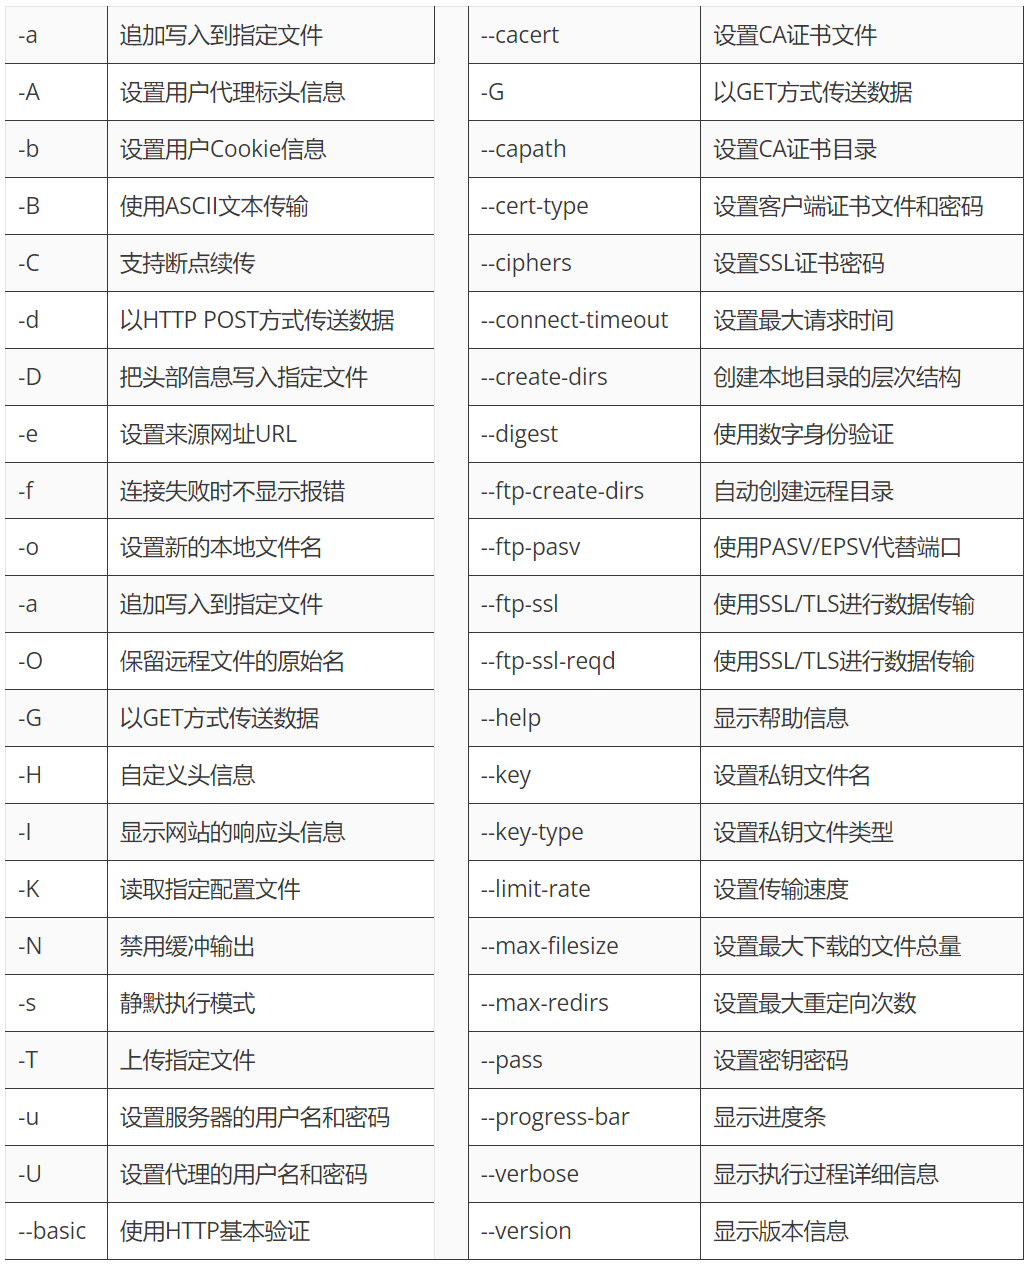 -a 追加写入到指定文件 --cacert 设置CA证书文件
-A 设置用户代理标头信息 -G 以GET方式传送数据
-b 设置用户Cookie信息 --capath 设置CA证书目录
-B 使用ASCII文本传输 --cert-type 设置客户端证书文件和密码
-C 支持断点续传 --ciphers 设置SSL证书密码
-d 以HTTP POST方式传送数据 --connect-timeout 设置最大请求时间
-D 把头部信息写入指定文件 --create-dirs 创建本地目录的层次结构
-e 设置来源网址URL --digest 使用数字身份验证
-f 连接失败时不显示报错 --ftp-create-dirs 自动创建远程目录
-o 设置新的本地文件名 --ftp-pasv 使用PASV/EPSV代替端口
-a 追加写入到指定文件 --ftp-ssl 使用SSL/TLS进行数据传输
-O 保留远程文件的原始名 --ftp-ssl-reqd 使用SSL/TLS进行数据传输
-G 以GET方式传送数据 --help 显示帮助信息
-H 自定义头信息 --key 设置私钥文件名
-I 显示网站的响应头信息 --key-type 设置私钥文件类型
-K 读取指定配置文件 --limit-rate 设置传输速度
-N 禁用缓冲输出 --max-filesize 设置最大下载的文件总量
-s 静默执行模式 --max-redirs 设置最大重定向次数
-T 上传指定文件 --pass 设置密钥密码
-u 设置服务器的用户名和密码 --progress-bar 显示进度条
-U 设置代理的用户名和密码 --verbose 显示执行过程详细信息
--basic 使用HTTP基本验证 --version 显示版本信息